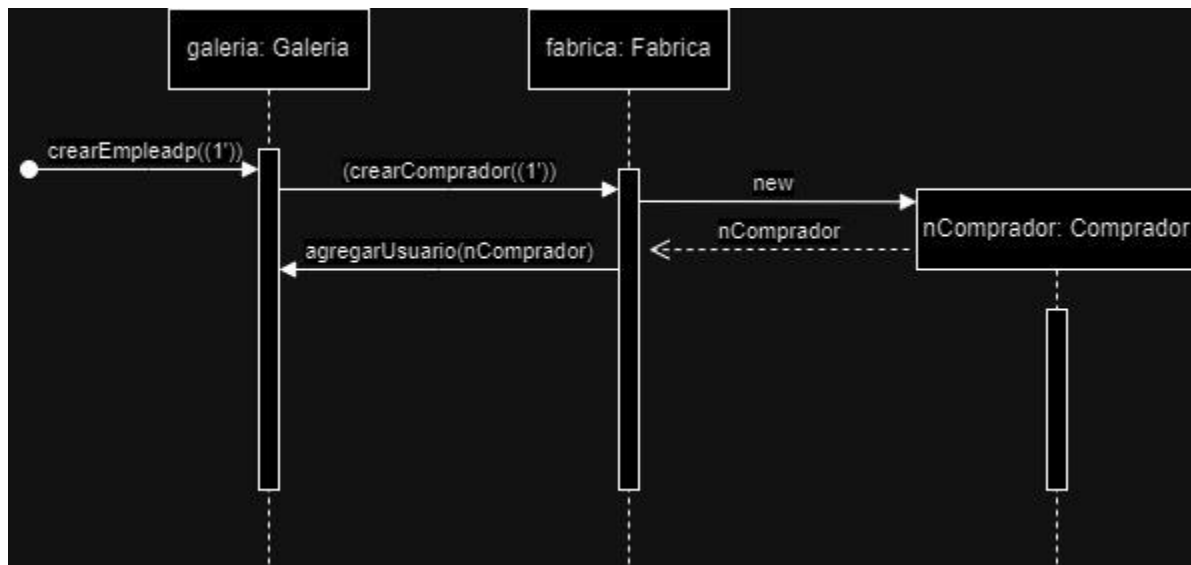 galeria: Galeria
fabrica: Fabrica
crearEmpleadp((1'))
(crearComprador((1'))
new
nComprador: Comprador
nComprador
agregarUsuario(nComprador)